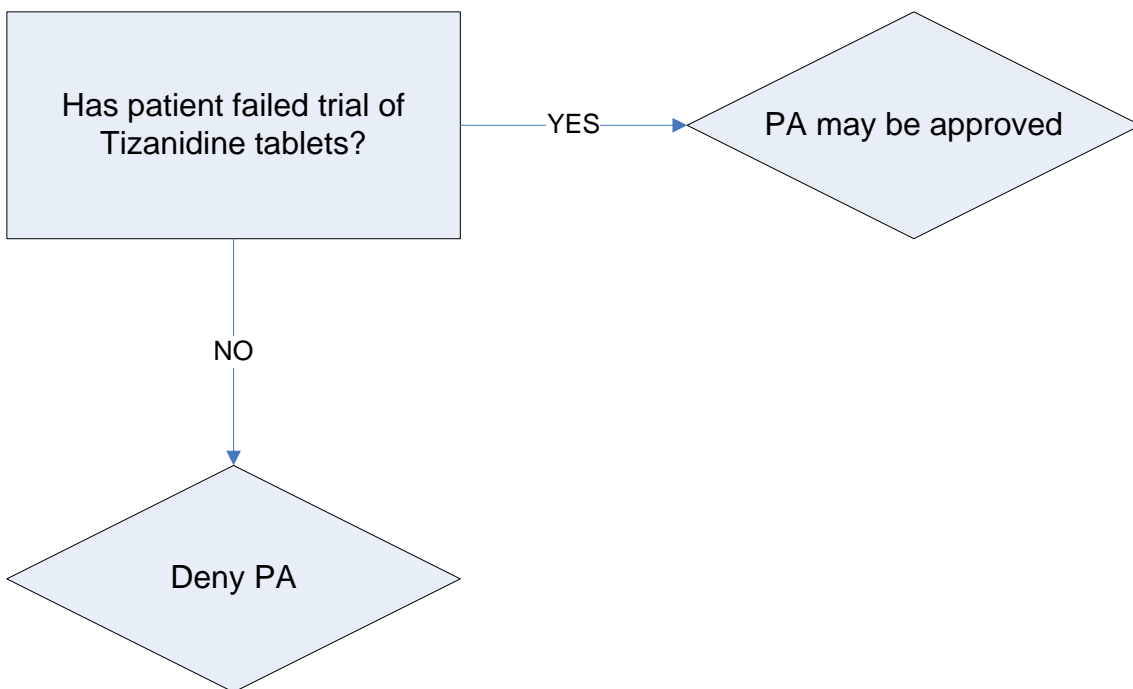 Has patient failed trial of
Tizanidine tablets?
YES
PA may be approved
NO
Deny PA